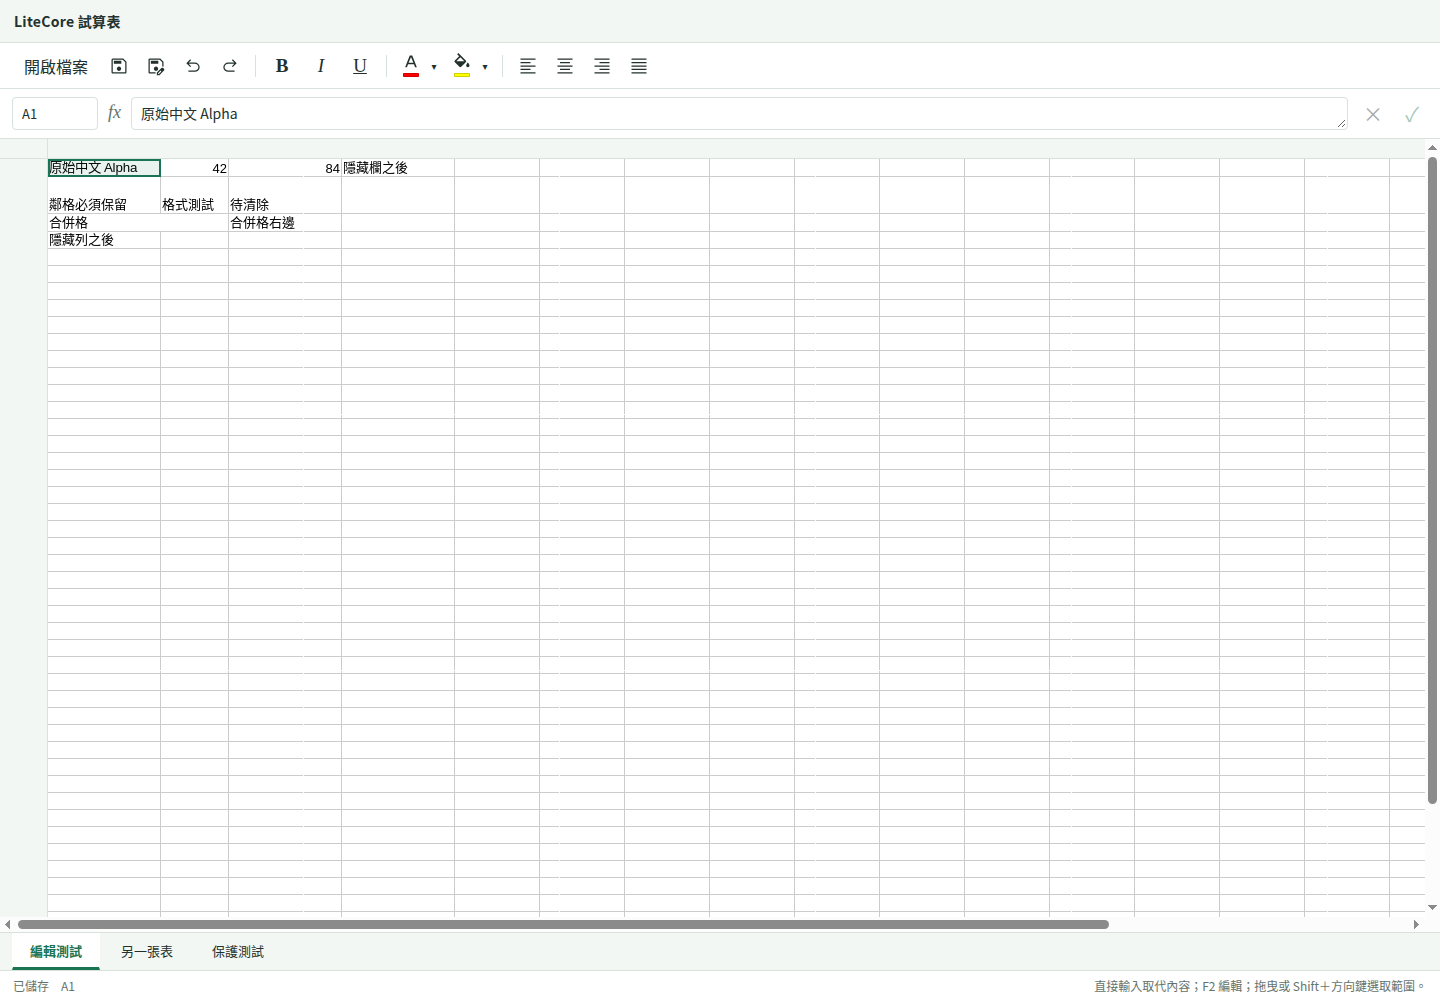 LiteCore 試算表
開啟檔案 B I U A
A1 fx 原始中文 Alpha
原始中文 Alpha 42 84 隱藏欄之後
鄰格必須保留 格式測試 待清除
合併格 合併格右邊
隱藏列之後
編輯測試 另一張表 保護測試
已儲存 A1 直接輸入取代內容；F2 編輯；拖曳或 Shift＋方向鍵選取範圍。